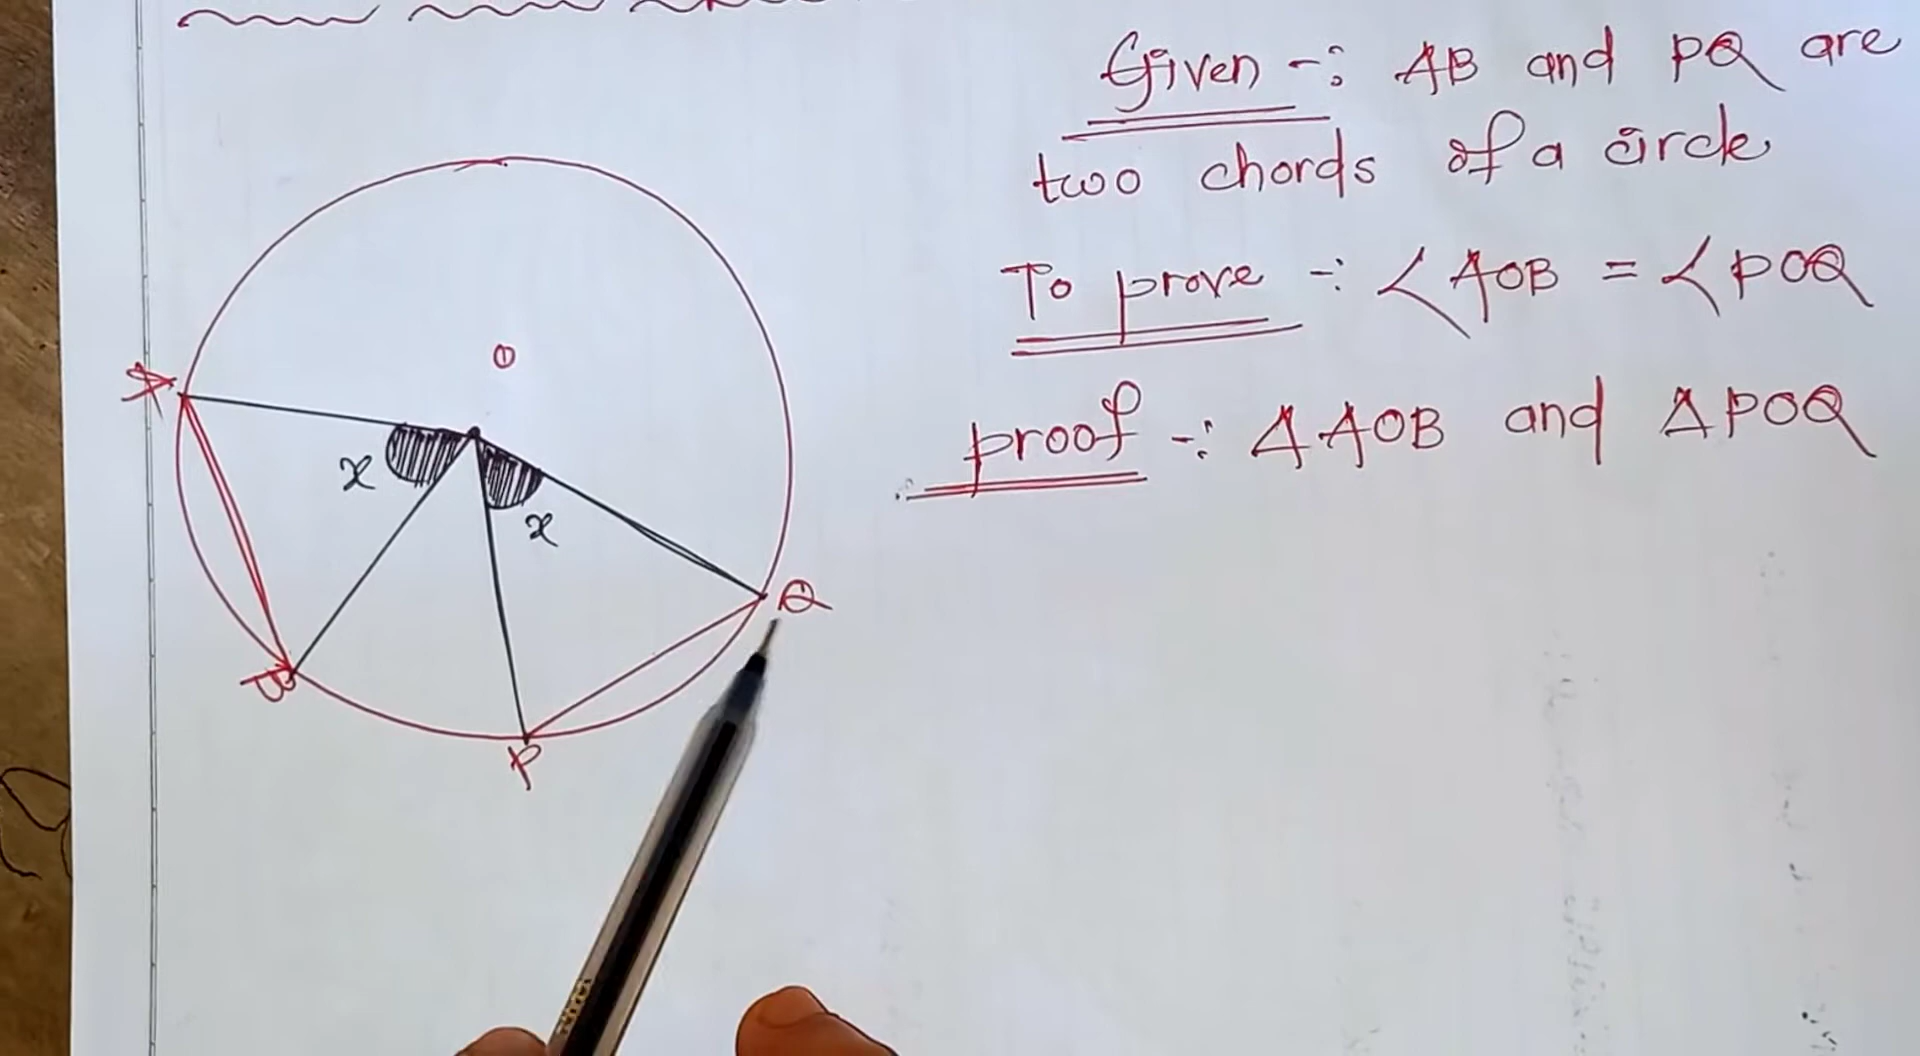 Given -: AB and PQ are
two chords of a circle
To prove -: <AOB = <POQ
proof -: ΔAOB and ΔPOQ
O
A
x
x
Q
B
P